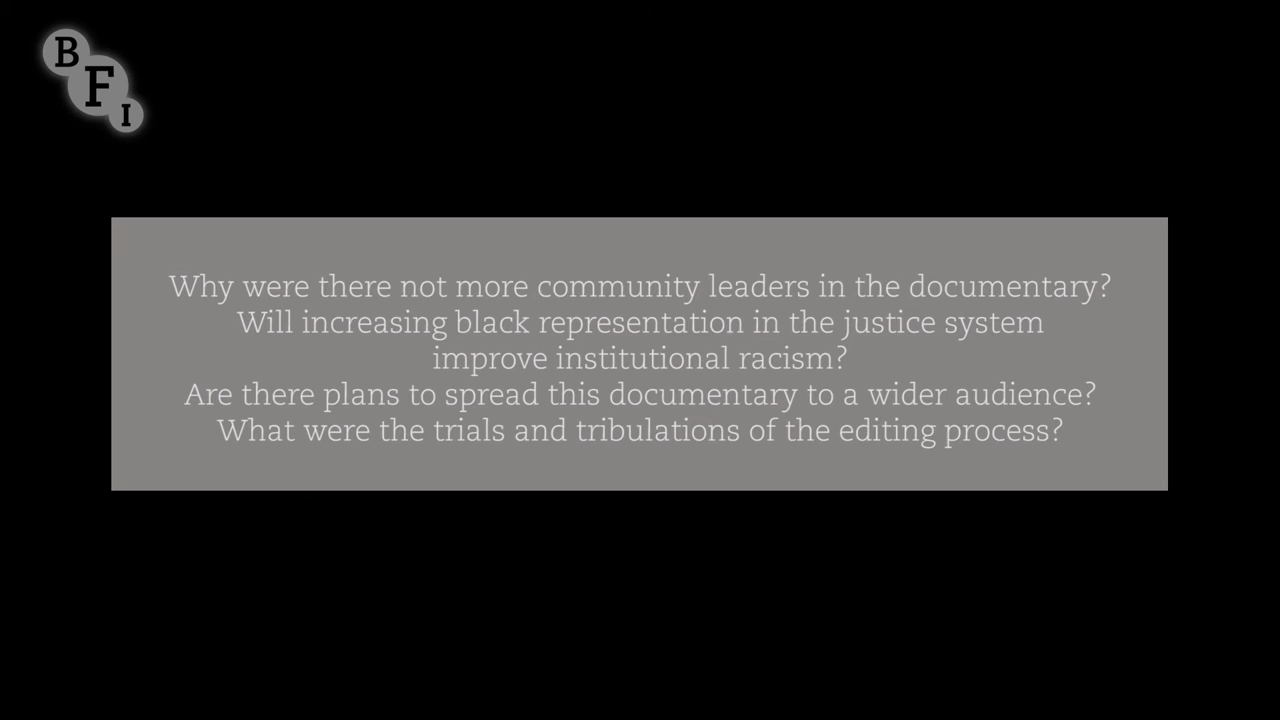 BFI
Why were there not more community leaders in the documentary?
Will increasing black representation in the justice system
improve institutional racism?
Are there plans to spread this documentary to a wider audience?
What were the trials and tribulations of the editing process?